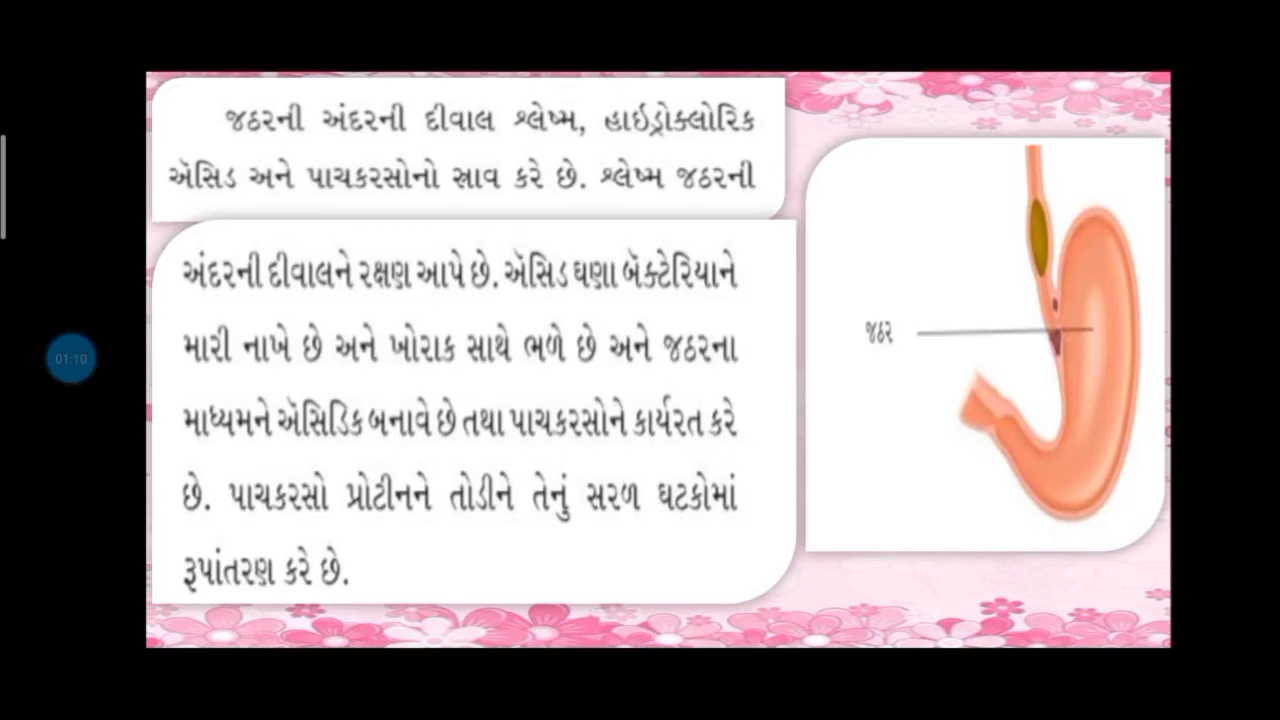 જઠરની અંદરની દીવાલ શ્લેષ્મ, હાઇડ્રોક્લોરિક
ઍસિડ અને પાચકરસોનો સ્રાવ કરે છે. શ્લેષ્મ જઠરની
અંદરની દીવાલને રક્ષણ આપે છે. ઍસિડ ઘણા બૅક્ટેરિયાને
મારી નાખે છે અને ખોરાક સાથે ભળે છે અને જઠરના
માધ્યમને ઍસિડિક બનાવે છે તથા પાચકરસોને કાર્યરત કરે
છે. પાચકરસો પ્રોટીનને તોડીને તેનું સરળ ઘટકોમાં
રૂપાંતરણ કરે છે.
જઠર
01:19